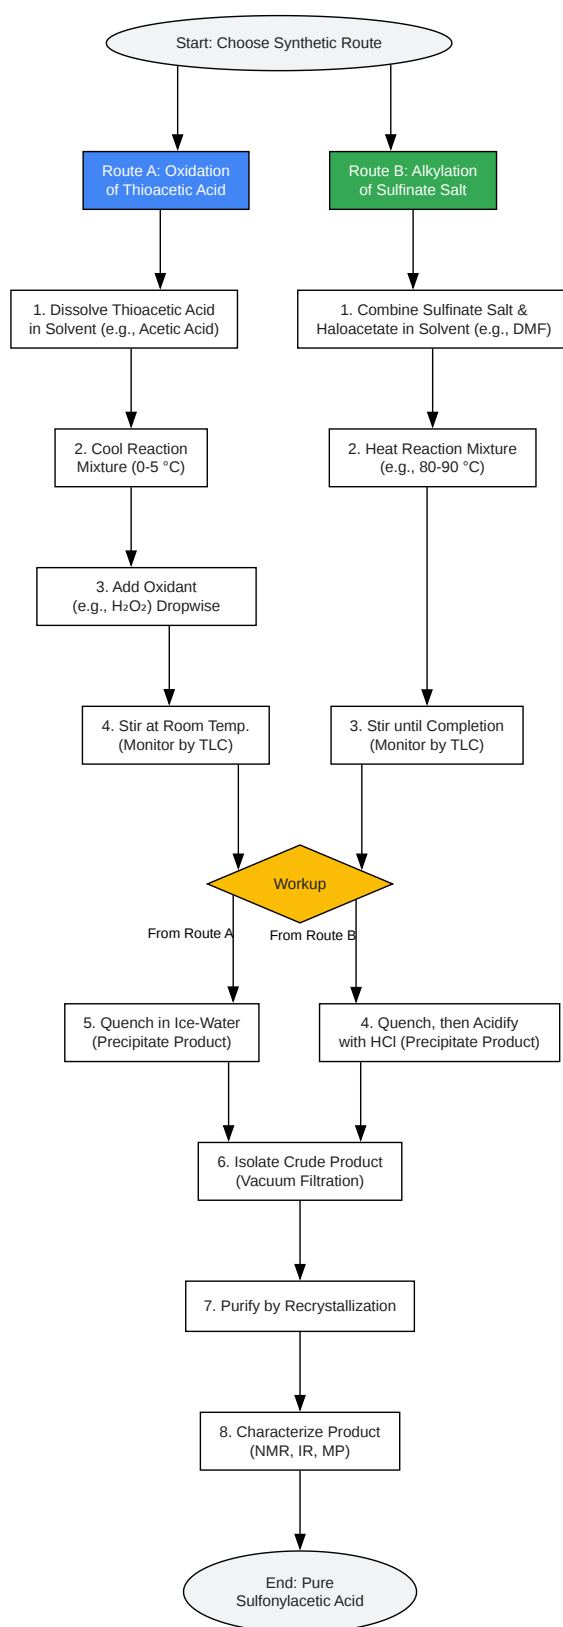 Start: Choose Synthetic Route
Route A: Oxidation
of Thioacetic Acid
Route B: Alkylation
of Sulfinate Salt
1. Dissolve Thioacetic Acid
in Solvent (e.g., Acetic Acid)
1. Combine Sulfinate Salt &
Haloacetate in Solvent (e.g., DMF)
2. Cool Reaction
Mixture (0-5 °C)
2. Heat Reaction Mixture
(e.g., 80-90 °C)
3. Add Oxidant
(e.g., H₂O₂) Dropwise
4. Stir at Room Temp.
(Monitor by TLC)
3. Stir until Completion
(Monitor by TLC)
Workup
From Route A
From Route B
5. Quench in Ice-Water
(Precipitate Product)
4. Quench, then Acidify
with HCl (Precipitate Product)
6. Isolate Crude Product
(Vacuum Filtration)
7. Purify by Recrystallization
8. Characterize Product
(NMR, IR, MP)
End: Pure
Sulfonylacetic Acid